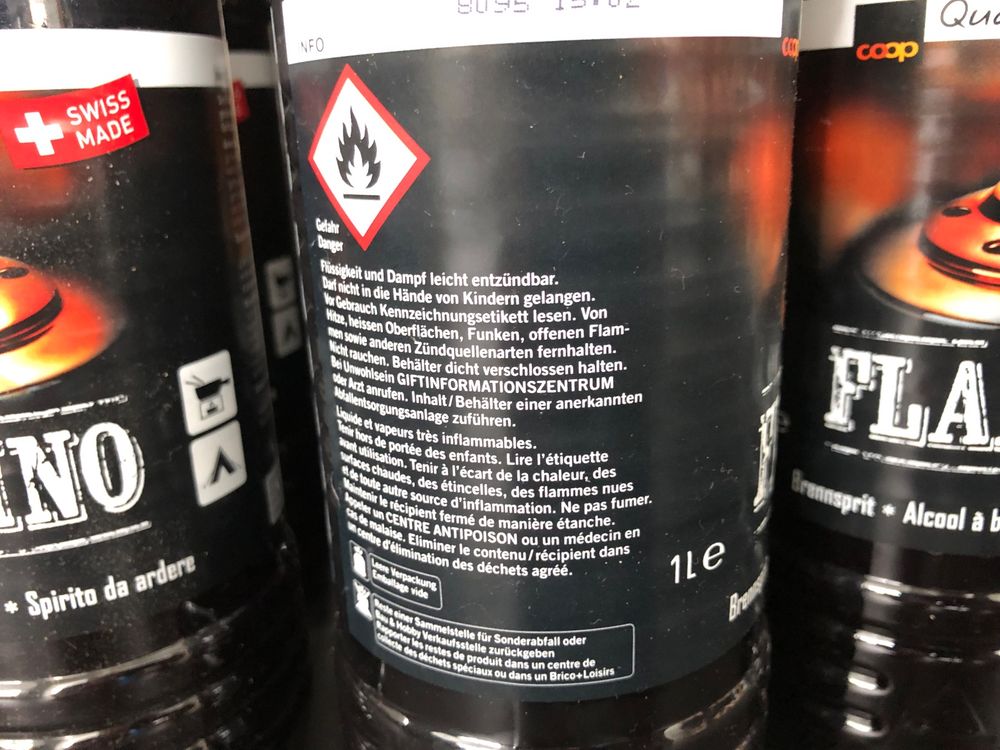 SWISS
MADE
INO
* Spirito da ardere
NFO
coop
Gefahr
Danger
Flüssigkeit und Dampf leicht entzündbar.
Darf nicht in die Hände von Kindern gelangen.
Vor Gebrauch Kennzeichnungsetikett lesen. Von
Hitze, heissen Oberflächen, Funken, offenen Flam-
men sowie anderen Zündquellenarten fernhalten.
Nicht rauchen. Behälter dicht verschlossen halten.
Bei Unwohlsein GIFTINFORMATIONSZENTRUM
oder Arzt anrufen. Inhalt/Behälter einer anerkannten
Abfallentsorgungsanlage zuführen.
Liquide et vapeurs très inflammables.
Tenir hors de portée des enfants. Lire l'étiquette
avant utilisation. Tenir à l'écart de la chaleur, des
surfaces chaudes, des étincelles, des flammes nues
et de toute autre source d'inflammation. Ne pas fumer.
Maintenir le récipient fermé de manière étanche.
Appeler un CENTRE ANTIPOISON ou un médecin en
cas de malaise. Eliminer le contenu/récipient dans
un centre d'élimination des déchets agréé.
Leere Verpackung
Emballage vide
Reste einer Sammelstelle für Sonderabfall oder
Bau & Hobby Verkaufsstelle zurückgeben
Rapporter les restes de produit dans un centre de
collecte des déchets spéciaux ou dans un Brico+Loisirs
1L e
coop
FLA
Brennsprit * Alcool à b